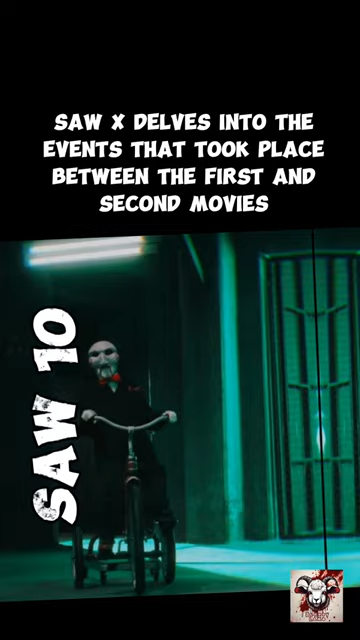 SAW X DELVES INTO THE
EVENTS THAT TOOK PLACE
BETWEEN THE FIRST AND
SECOND MOVIES
SAW 10